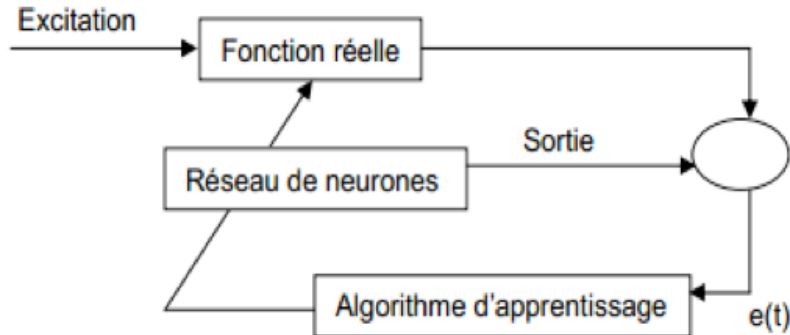 Excitation
Fonction réelle
Sortie
Réseau de neurones
Algorithme d'apprentissage
e(t)